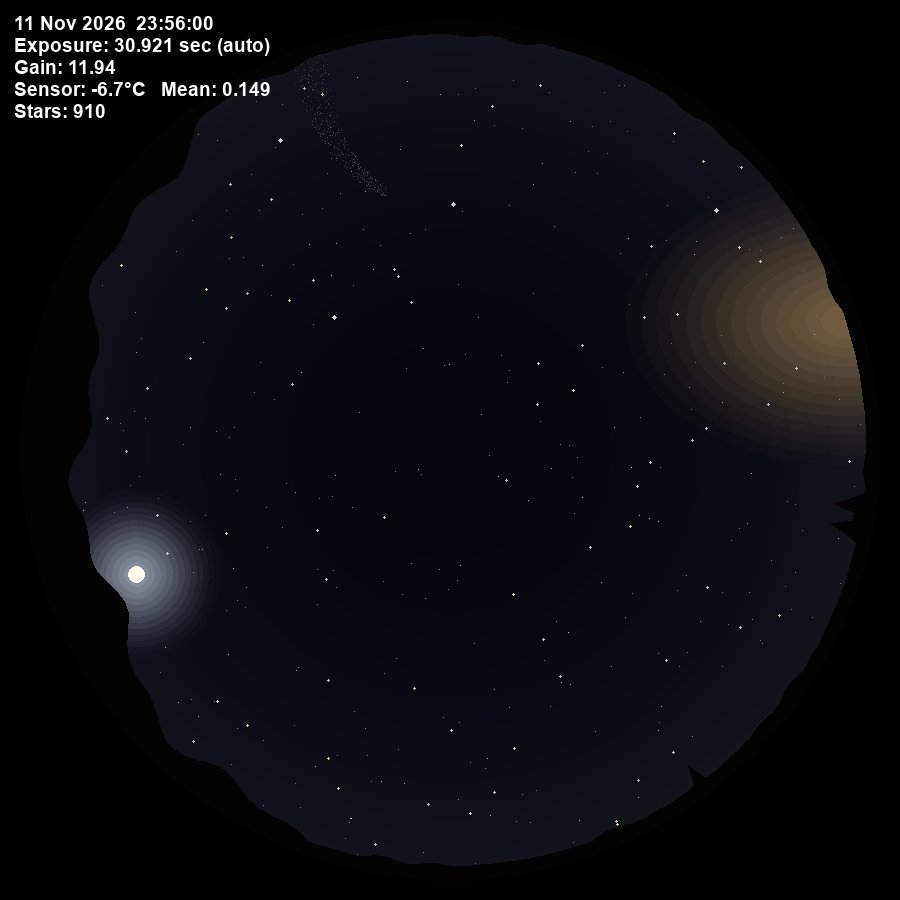 11 Nov 2026  23:56:00
Exposure: 30.921 sec (auto)
Gain: 11.94
Sensor: -6.7°C   Mean: 0.149
Stars: 910